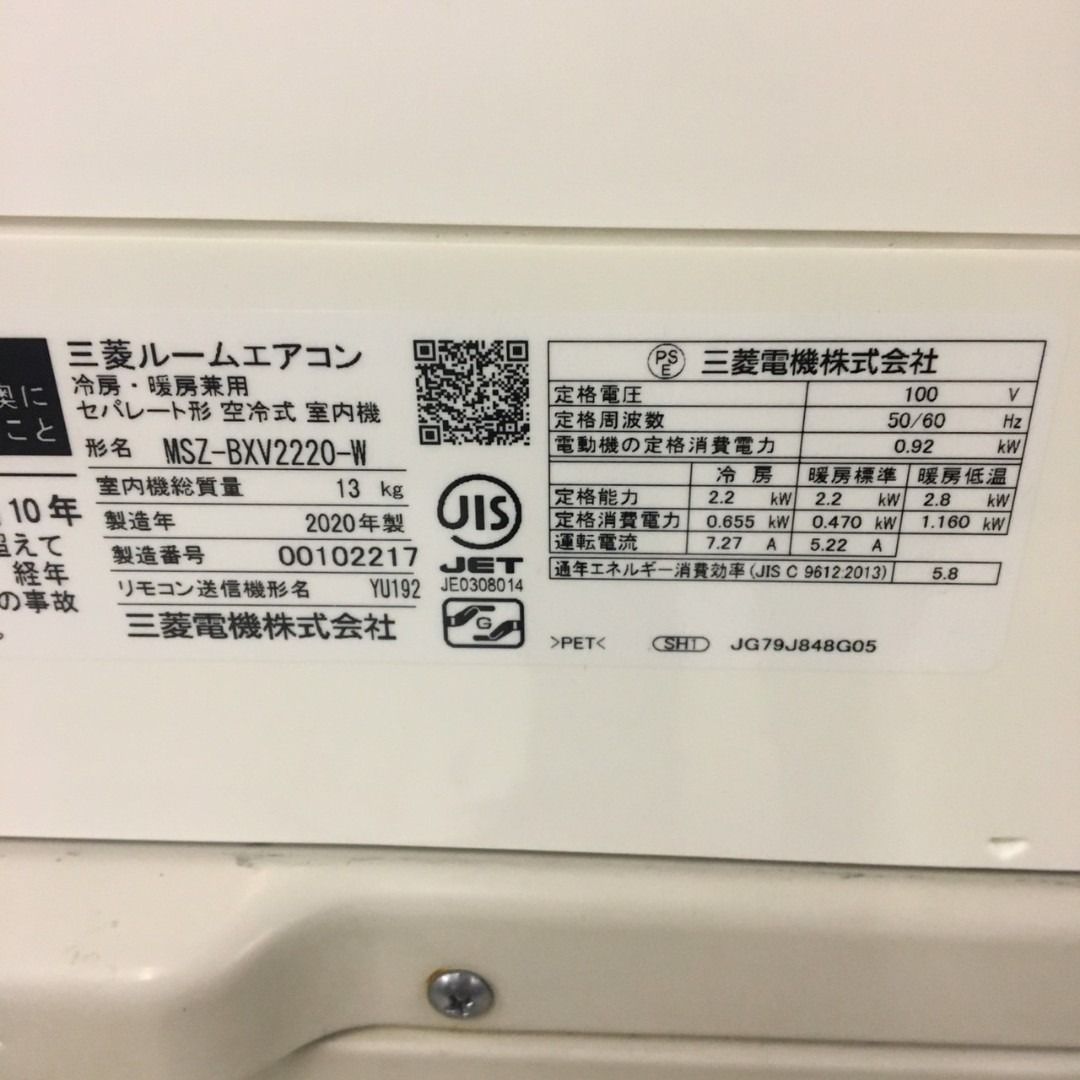 奥に
こと
10年
超えて
経年
の事故
。
三菱ルームエアコン
冷房・暖房兼用
セパレート形 空冷式 室内機
形名 MSZ-BXV2220-W
室内機総質量 13 kg
製造年 2020年製
製造番号 00102217
リモコン送信機形名 YU192
三菱電機株式会社
JIS
JET
JE0308014
G
PS
E 三菱電機株式会社
定格電圧 100 V
定格周波数 50/60 Hz
電動機の定格消費電力 0.92 kW
冷房 暖房標準 暖房低温
定格能力 2.2 kW 2.2 kW 2.8 kW
定格消費電力 0.655 kW 0.470 kW 1.160 kW
運転電流 7.27 A 5.22 A
通年エネルギー消費効率(JIS C 9612:2013) 5.8
>PET< SHT JG79J848G05